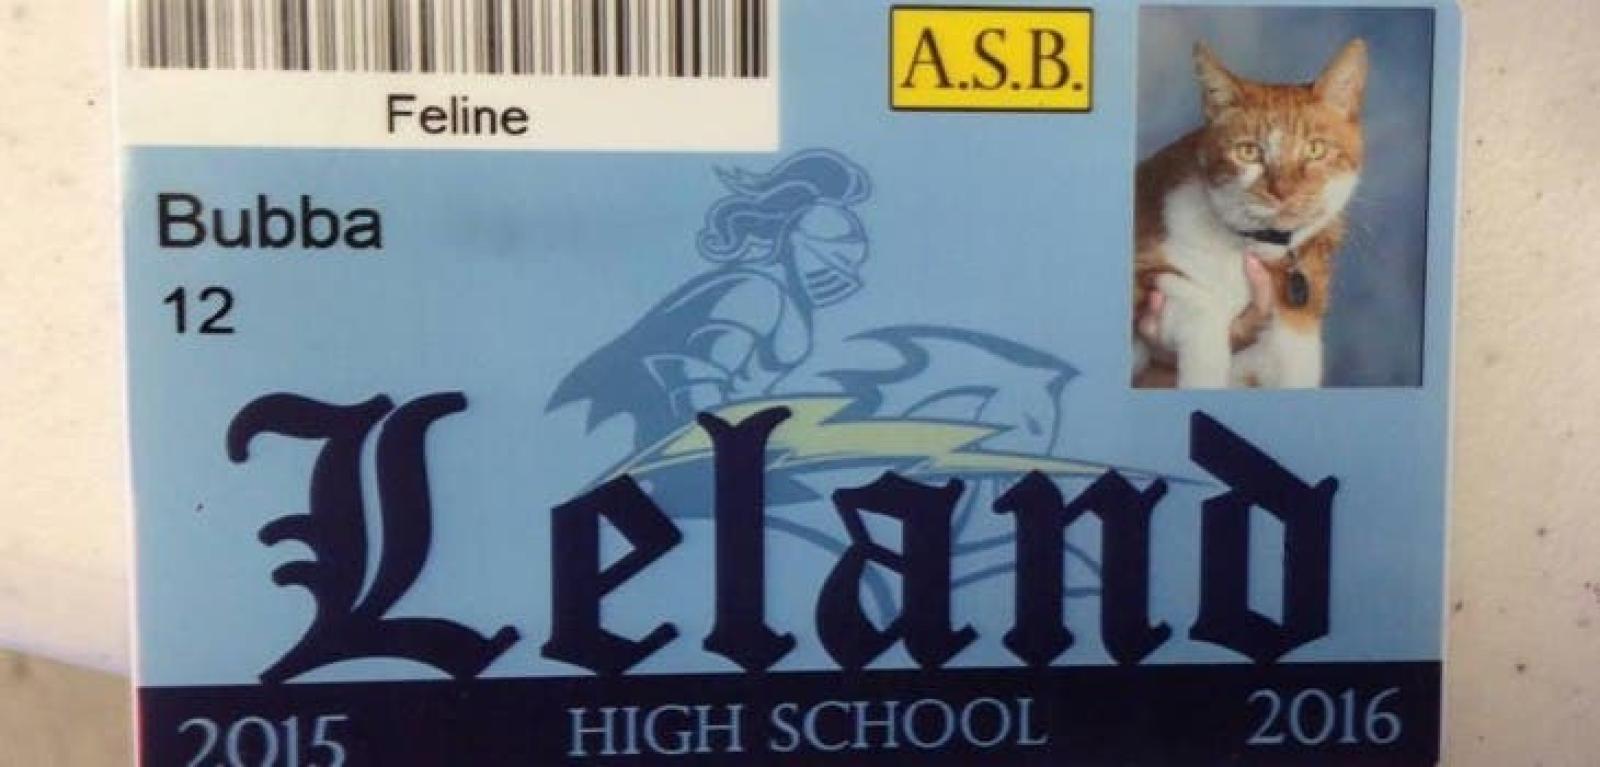 A.S.B.
Feline
Bubba
12
Leland
2015 HIGH SCHOOL 2016